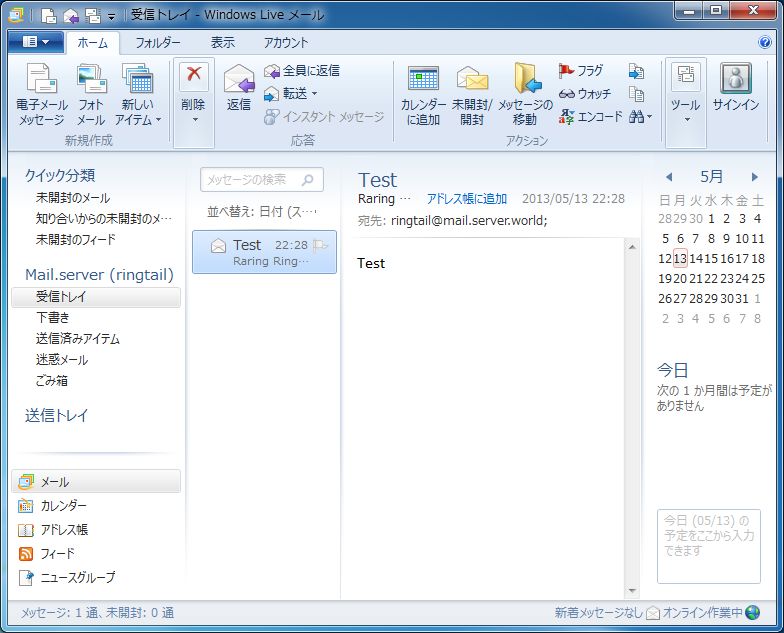 受信トレイ - Windows Live メール
ホーム フォルダー 表示 アカウント
電子メール メッセージ
フォト メール
新しい アイテム
削除
返信
全員に返信
転送
インスタント メッセージ
カレンダーに追加
未開封/開封
メッセージの移動
フラグ
ウォッチ
エンコード
ツール
サインイン
新規作成 応答 アクション
クイック分類
未開封のメール
知り合いからの未開封のメ…
未開封のフィード
Mail.server (ringtail)
受信トレイ
下書き
送信済みアイテム
迷惑メール
ごみ箱
送信トレイ
メール
カレンダー
アドレス帳
フィード
ニュースグループ
メッセージの検索
並べ替え: 日付 (ス…
Test 22:28
Raring Ring…
Test
Raring … アドレス帳に追加 2013/05/13 22:28
宛先: ringtail@mail.server.world;
Test
5月
日 月 火 水 木 金 土
28 29 30 1 2 3 4
5 6 7 8 9 10 11
12 13 14 15 16 17 18
19 20 21 22 23 24 25
26 27 28 29 30 31 1
2 3 4 5 6 7 8
今日
次の 1 か月間は予定が
ありません
今日 (05/13) の
予定をここから入力
できます
メッセージ: 1 通、未開封: 0 通
新着メッセージなし オンライン作業中